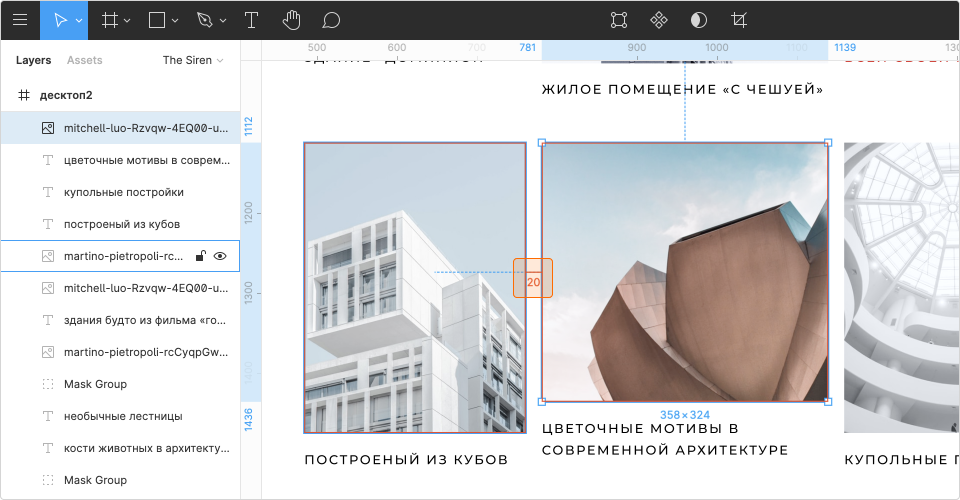 Layers Assets The Siren
десктоп2
mitchell-luo-Rzvqw-4EQ00-u...
цветочные мотивы в соврем...
купольные постройки
построеный из кубов
martino-pietropoli-rc...
mitchell-luo-Rzvqw-4EQ00-u...
здания будто из фильма «го...
martino-pietropoli-rcCyqpGw...
Mask Group
необычные лестницы
кости животных в архитекту...
Mask Group
500 600 700 781 900 1000 1100 1139
1112
1200
1300
1400
1436
ЖИЛОЕ ПОМЕЩЕНИЕ «С ЧЕШУЕЙ»
20
358×324
ПОСТРОЕНЫЙ ИЗ КУБОВ
ЦВЕТОЧНЫЕ МОТИВЫ В
СОВРЕМЕННОЙ АРХИТЕКТУРЕ
КУПОЛЬНЫЕ